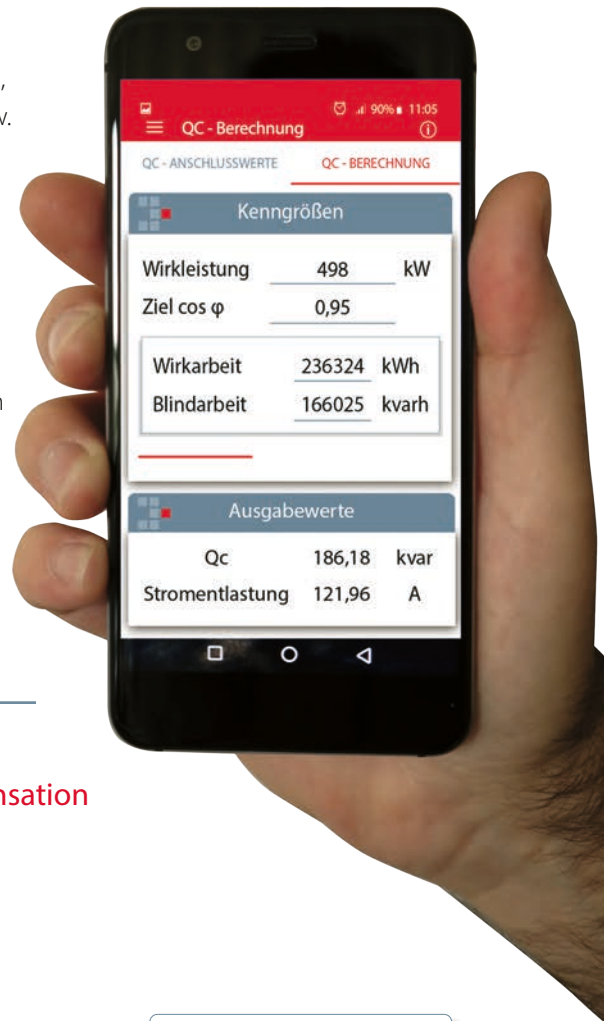 ,
v.
90% 11:05
QC - Berechnung
QC - ANSCHLUSSWERTE QC - BERECHNUNG
Kenngrößen
Wirkleistung 498 kW
Ziel cos φ 0,95
Wirkarbeit 236324 kWh
Blindarbeit 166025 kvarh
n
Ausgabewerte
Qc 186,18 kvar
Stromentlastung 121,96 A
nsation